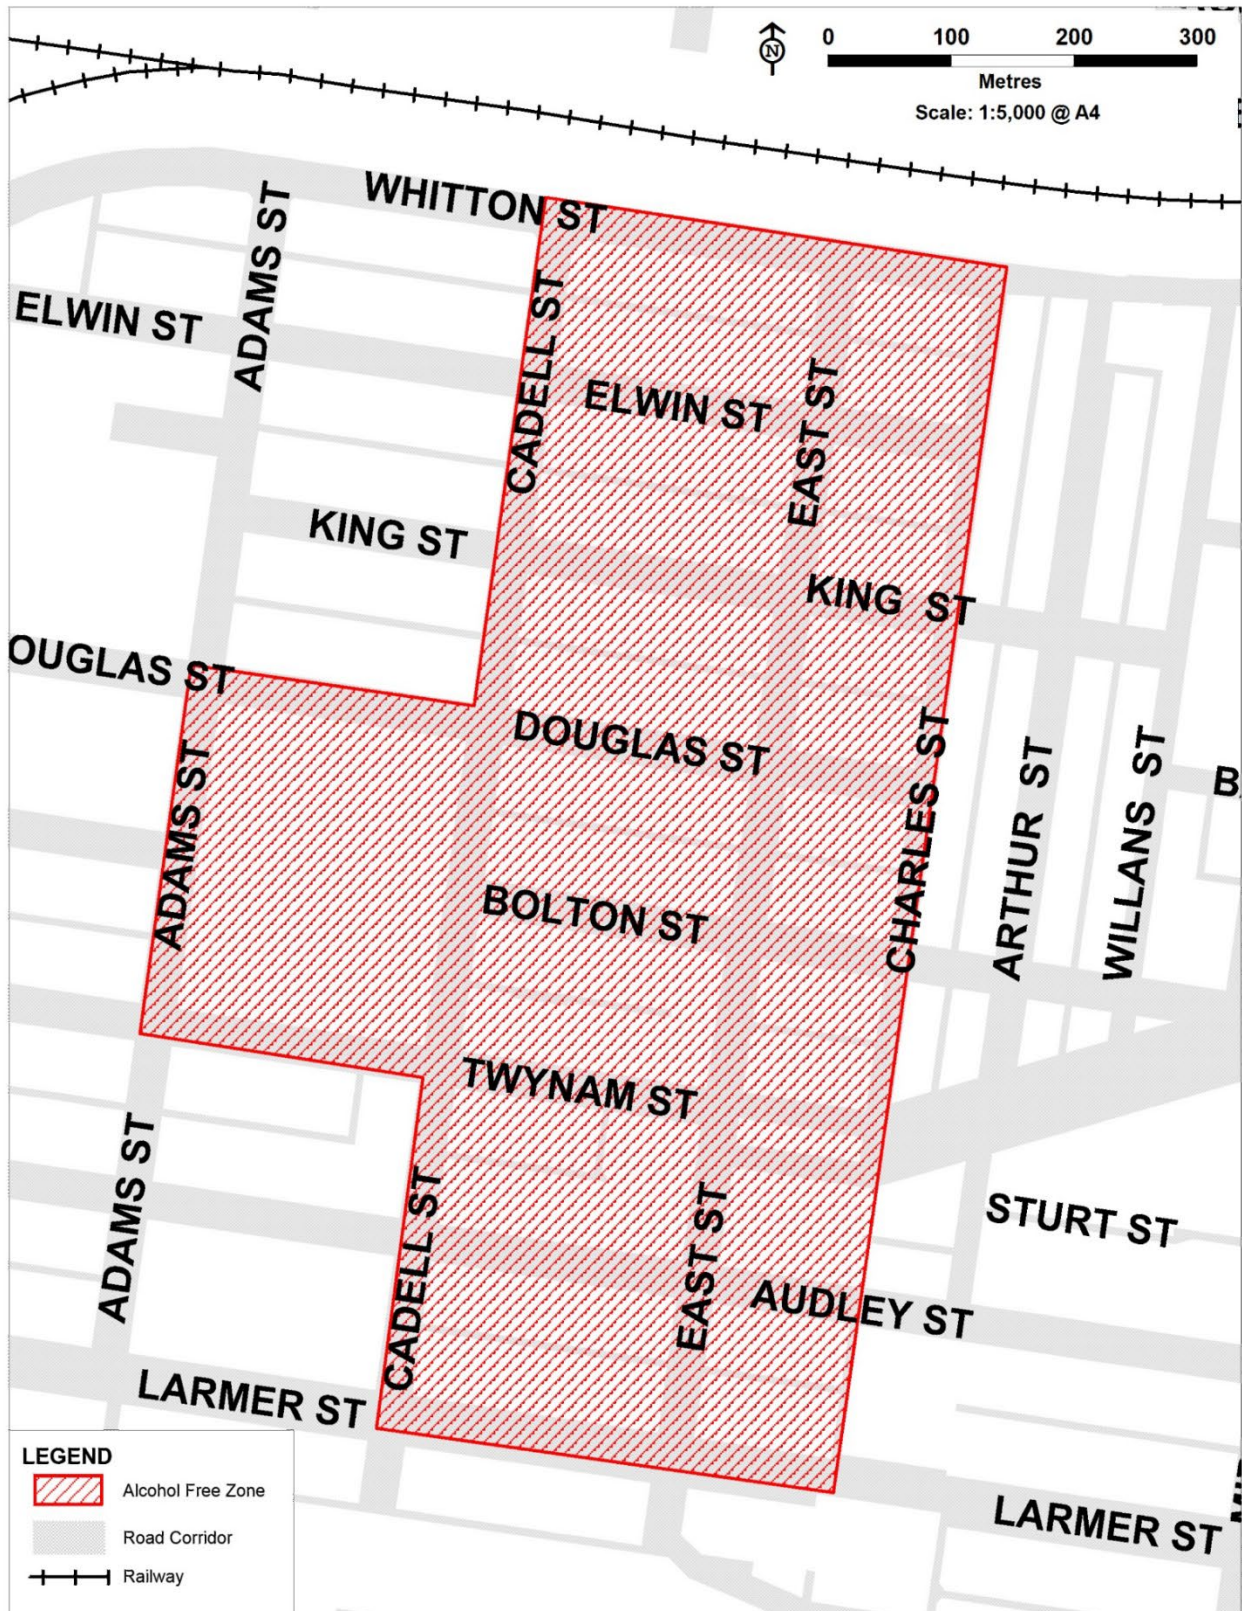 N
0 100 200 300
Metres
Scale: 1:5,000 @ A4
WHITTON ST
ADAMS ST
ELWIN ST
CADELL ST
ELWIN ST
EAST ST
KING ST
KING ST
OUGLAS ST
DOUGLAS ST
ADAMS ST
CHARLES ST
ARTHUR ST
WILLANS ST
B
BOLTON ST
TWYNAM ST
ADAMS ST
CADELL ST
EAST ST
STURT ST
AUDLEY ST
LARMER ST
LARMER ST
LEGEND
Alcohol Free Zone
Road Corridor
Railway